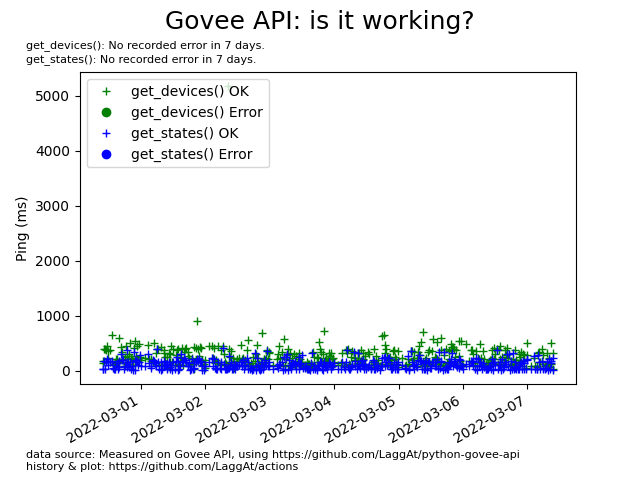 Govee API: is it working?
get_devices(): No recorded error in 7 days.
get_states(): No recorded error in 7 days.
get_devices() OK
get_devices() Error
get_states() OK
get_states() Error
Ping (ms)
5000
4000
3000
2000
1000
0
2022-03-01
2022-03-02
2022-03-03
2022-03-04
2022-03-05
2022-03-06
2022-03-07
data source: Measured on Govee API, using https://github.com/LaggAt/python-govee-api
history & plot: https://github.com/LaggAt/actions